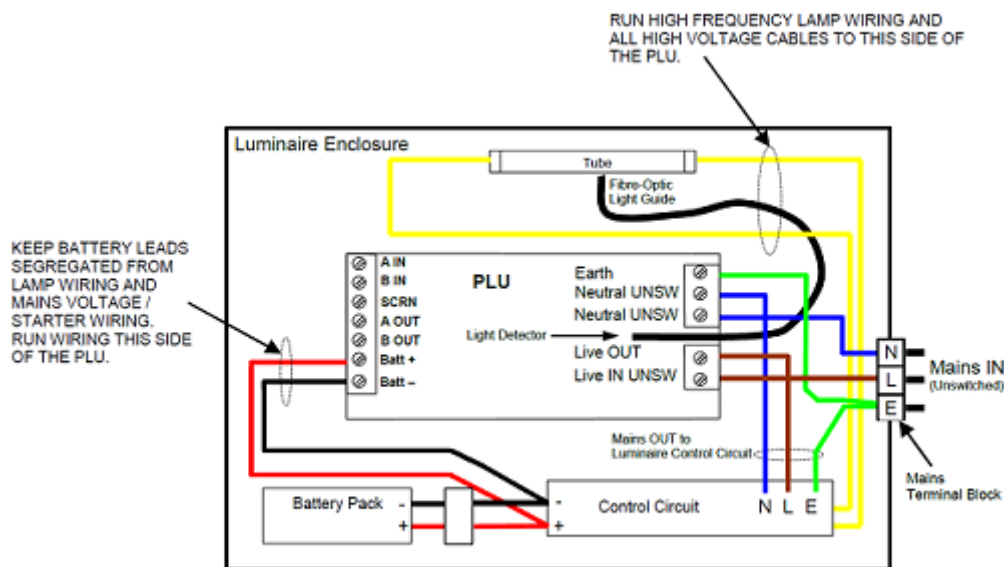 RUN HIGH FREQUENCY LAMP WIRING AND
ALL HIGH VOLTAGE CABLES TO THIS SIDE OF
THE PLU.
Luminaire Enclosure
Tube
Fibre-Optic
Light Guide
KEEP BATTERY LEADS
SEGREGATED FROM
LAMP WIRING AND
MAINS VOLTAGE /
STARTER WIRING.
RUN WIRING THIS SIDE
OF THE PLU.
A IN
B IN
SCRN
A OUT
B OUT
Batt +
Batt –
PLU
Light Detector
Earth
Neutral UNSW
Neutral UNSW
Live OUT
Live IN UNSW
N
L
E
Mains IN
(Unswitched)
Mains OUT to
Luminaire Control Circuit
Mains
Terminal Block
Battery Pack
-
+
-
+
Control Circuit
N L E